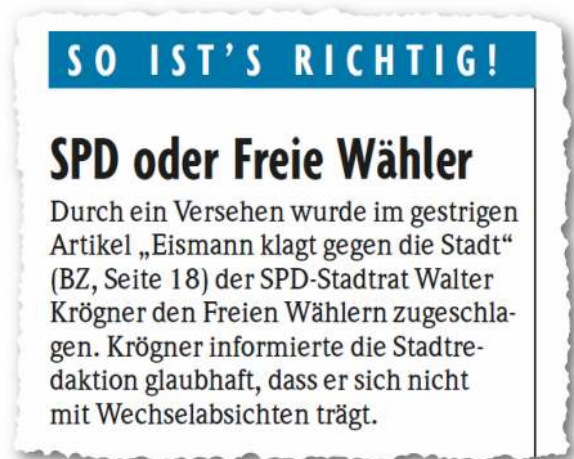 SO IST'S RICHTIG!
SPD oder Freie Wähler
Durch ein Versehen wurde im gestrigen
Artikel „Eismann klagt gegen die Stadt“
(BZ, Seite 18) der SPD-Stadtrat Walter
Krögner den Freien Wählern zugeschla-
gen. Krögner informierte die Stadtre-
daktion glaubhaft, dass er sich nicht
mit Wechselabsichten trägt.